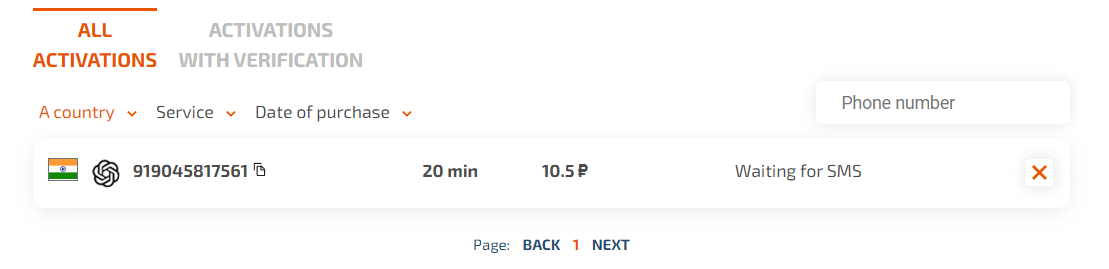 ALL
ACTIVATIONS
ACTIVATIONS
WITH VERIFICATION
A country Service Date of purchase
Phone number
919045817561 20 min 10.5 ₽ Waiting for SMS
Page: BACK 1 NEXT